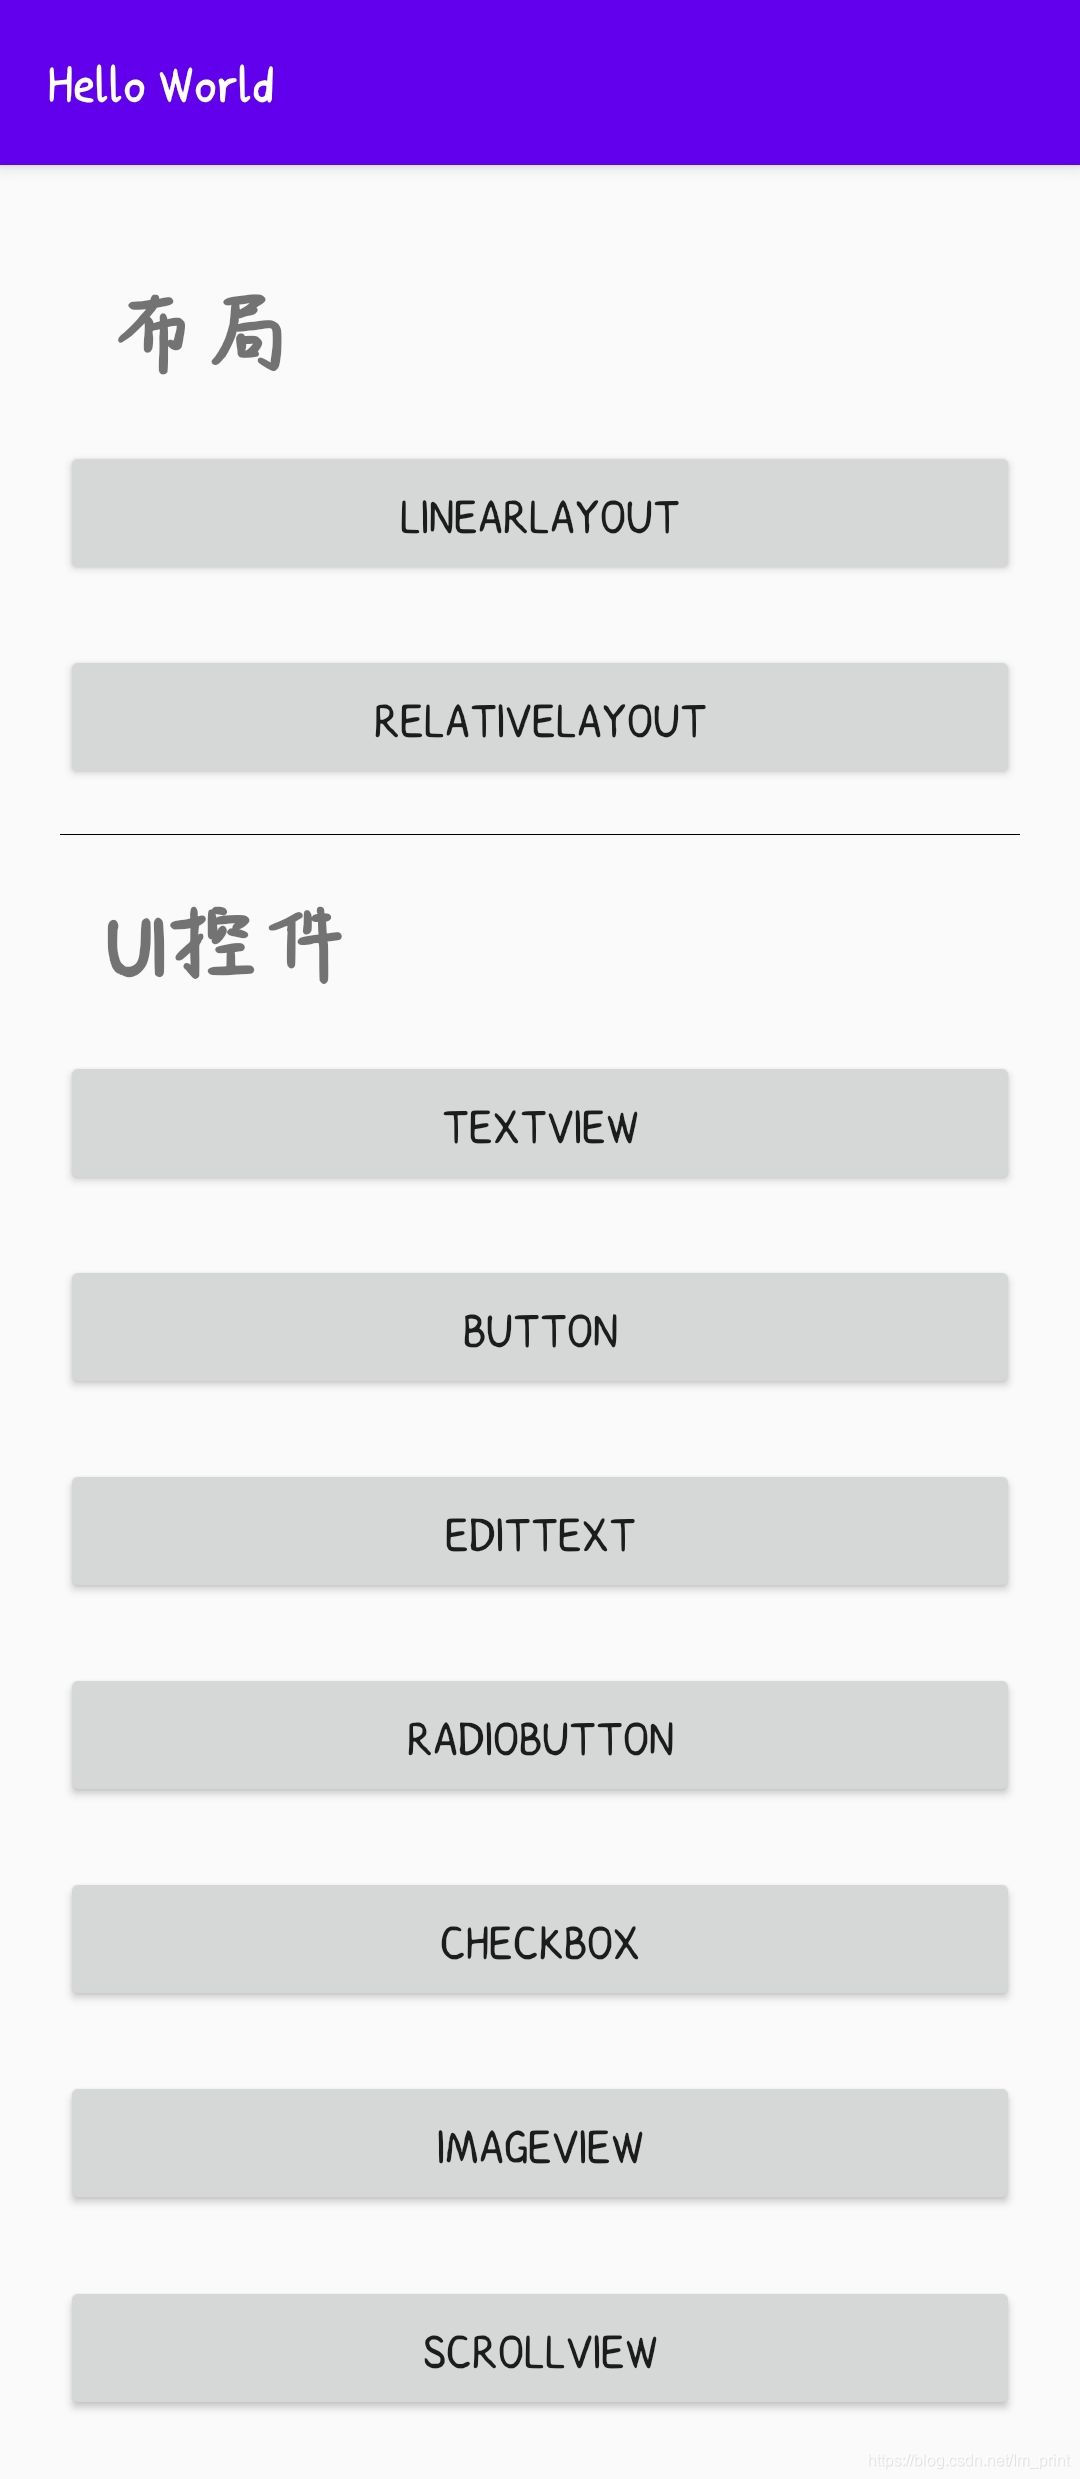 Hello World
布局
LINEARLAYOUT
RELATIVELAYOUT
UI控件
TEXTVIEW
BUTTON
EDITTEXT
RADIOBUTTON
CHECKBOX
IMAGEVIEW
SCROLLVIEW
https://blog.csdn.net/lm_print